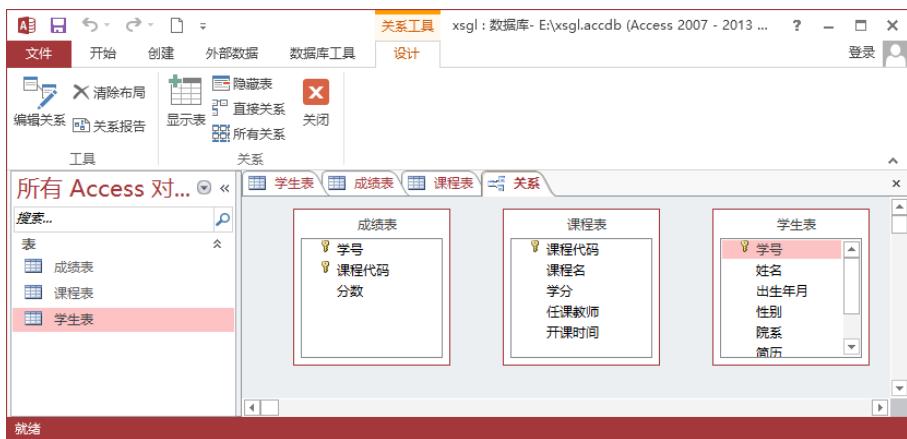 关系工具 xsgl : 数据库- E:\xsgl.accdb (Access 2007 - 2013 ... ?
文件 开始 创建 外部数据 数据库工具 设计 登录
编辑关系 清除布局 关系报告 显示表 隐藏表 直接关系 所有关系 关闭
工具 关系
所有 Access 对... «
学生表 成绩表 课程表 关系
搜索...
表
成绩表
课程表
学生表
成绩表
学号
课程代码
分数
课程表
课程代码
课程名
学分
任课教师
开课时间
学生表
学号
姓名
出生年月
性别
院系
简历
就绪